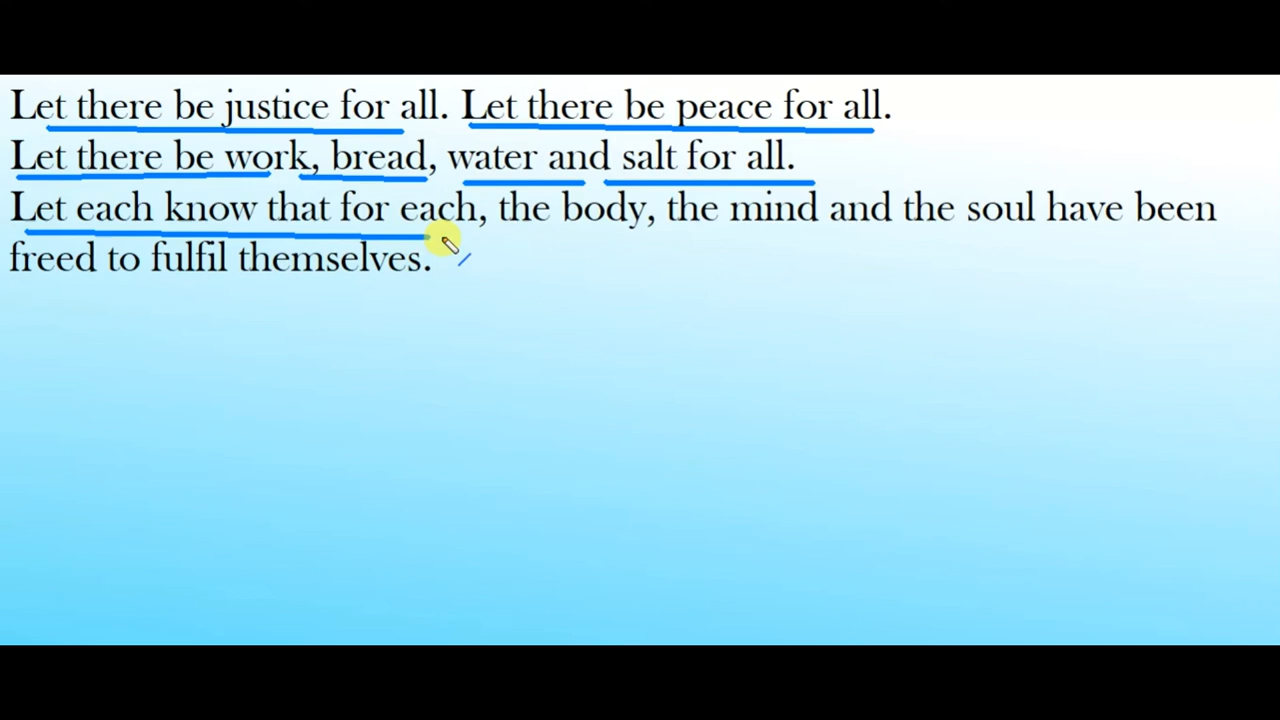 Let there be justice for all. Let there be peace for all.
Let there be work, bread, water and salt for all.
Let each know that for each, the body, the mind and the soul have been
freed to fulfil themselves.